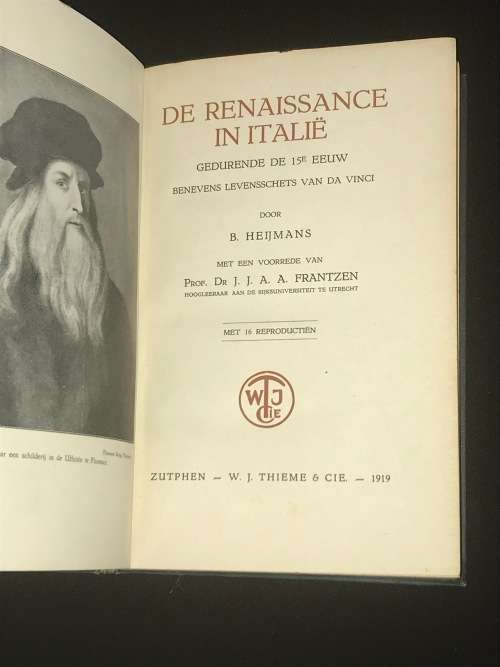 ar een schilderij in de Uffiziën te Florence
DE RENAISSANCE
IN ITALIË
GEDURENDE DE 15E EEUW
BENEVENS LEVENSSCHETS VAN DA VINCI
DOOR
B. HEIJMANS
MET EEN VOORREDE VAN
PROF. DR J. J. A. A. FRANTZEN
HOOGLEERAAR AAN DE RIJKSUNIVERSITEIT TE UTRECHT
MET 16 REPRODUCTIËN
WTJ
CIE
ZUTPHEN — W. J. THIEME & CIE. — 1919